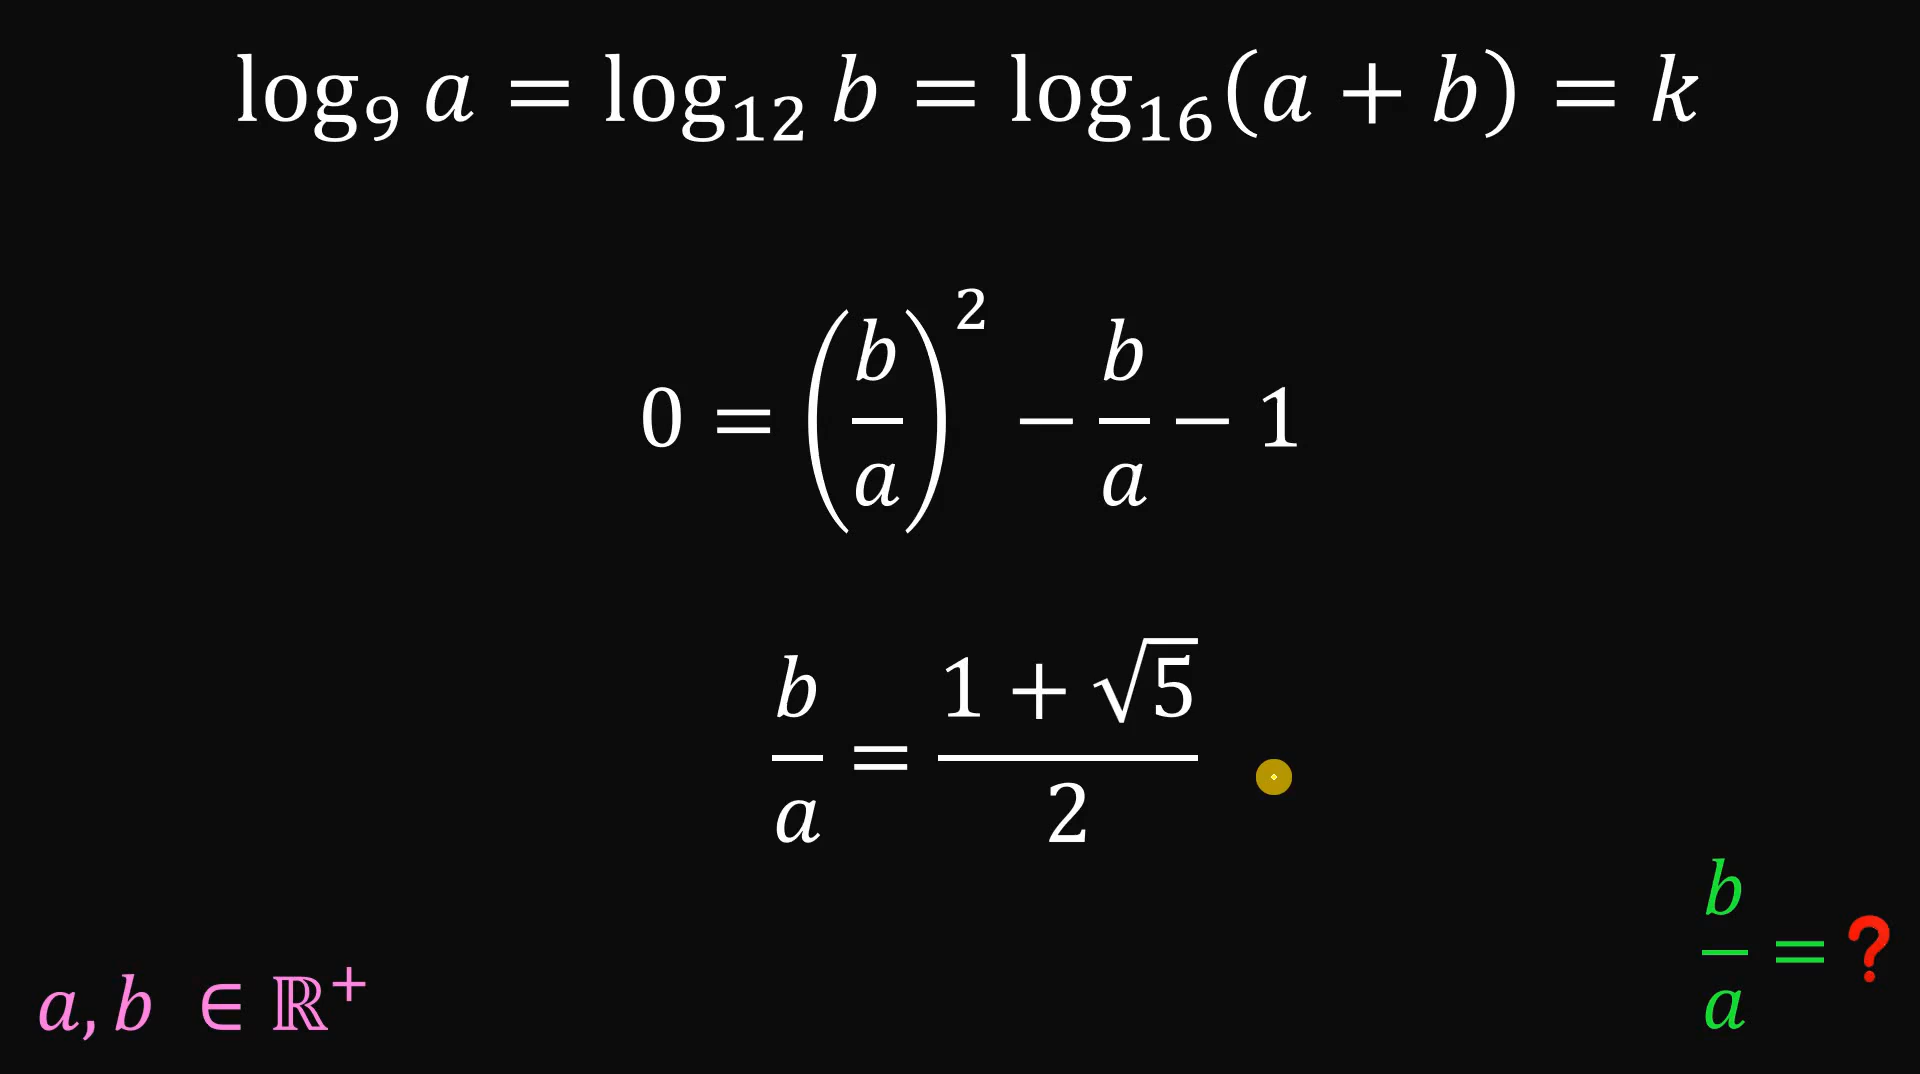 log₉ a = log₁₂ b = log₁₆(a + b) = k
0 = (b/a)² − b/a − 1
b/a = (1 + √5)/2
b/a = ?
a, b ∈ ℝ⁺